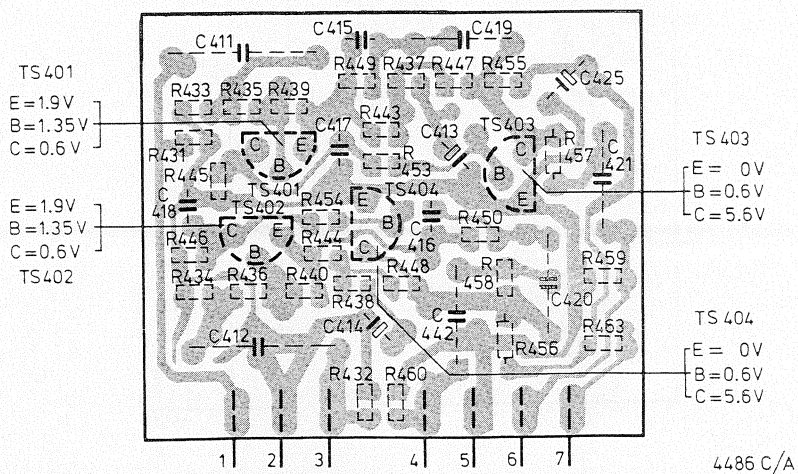 C411
C415
C419
TS401
R449 R437 R447 R455
C425
E=1.9V
R433 R435 R439
B=1.35V
R443
C413
TS403
C=0.6V
C417
R431
C E
B
R
453
C
B
E
R
457
C
421
TS403
R445
E= 0V
B=0.6V
C=5.6V
TS401
C
418
TS402
R454
E
B
C
TS404
E=1.9V
B=1.35V
C=0.6V
C E
B
C
416
R450
R446
R444
TS402
R434 R436 R440
R438
R448
R
458
C420
R459
C414
C
442
TS404
C412
R456
R463
E= 0V
B=0.6V
C=5.6V
R432 R460
1 2 3 4 5 6 7
4486 C/A